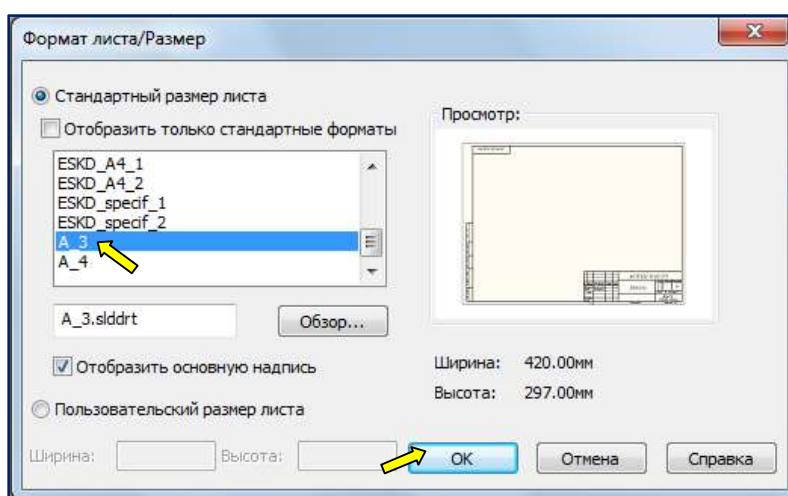 Формат листа/Размер
Стандартный размер листа
Отобразить только стандартные форматы
ESKD_A4_1
ESKD_A4_2
ESKD_specif_1
ESKD_specif_2
A_3
A_4
A_3.slddrt
Обзор...
Отобразить основную надпись
Пользовательский размер листа
Ширина:
Высота:
Просмотр:
Ширина: 420.00мм
Высота: 297.00мм
OK
Отмена
Справка